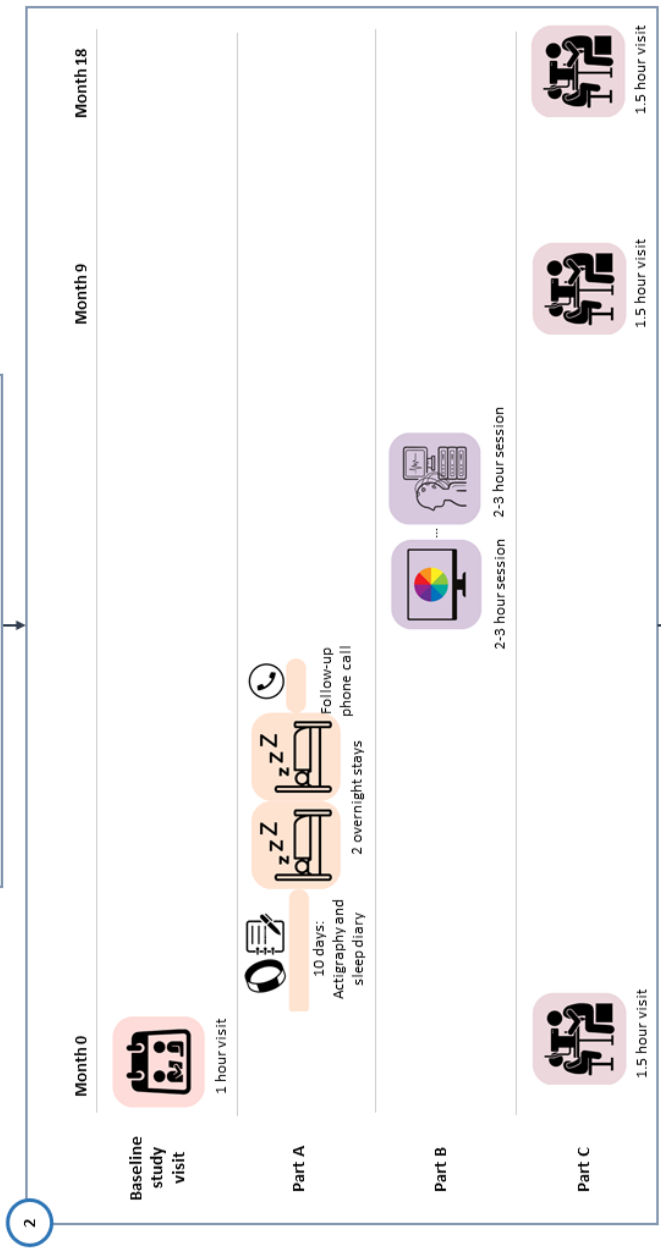 2
Month 0
Month 9
Month 18
Baseline
study
visit
1 hour visit
Part A
10 days:
Actigraphy and
sleep diary
zzZZ
zzZZ
2 overnight stays
Follow-up
phone call
Part B
2-3 hour session
...
2-3 hour session
Part C
1.5 hour visit
1.5 hour visit
1.5 hour visit